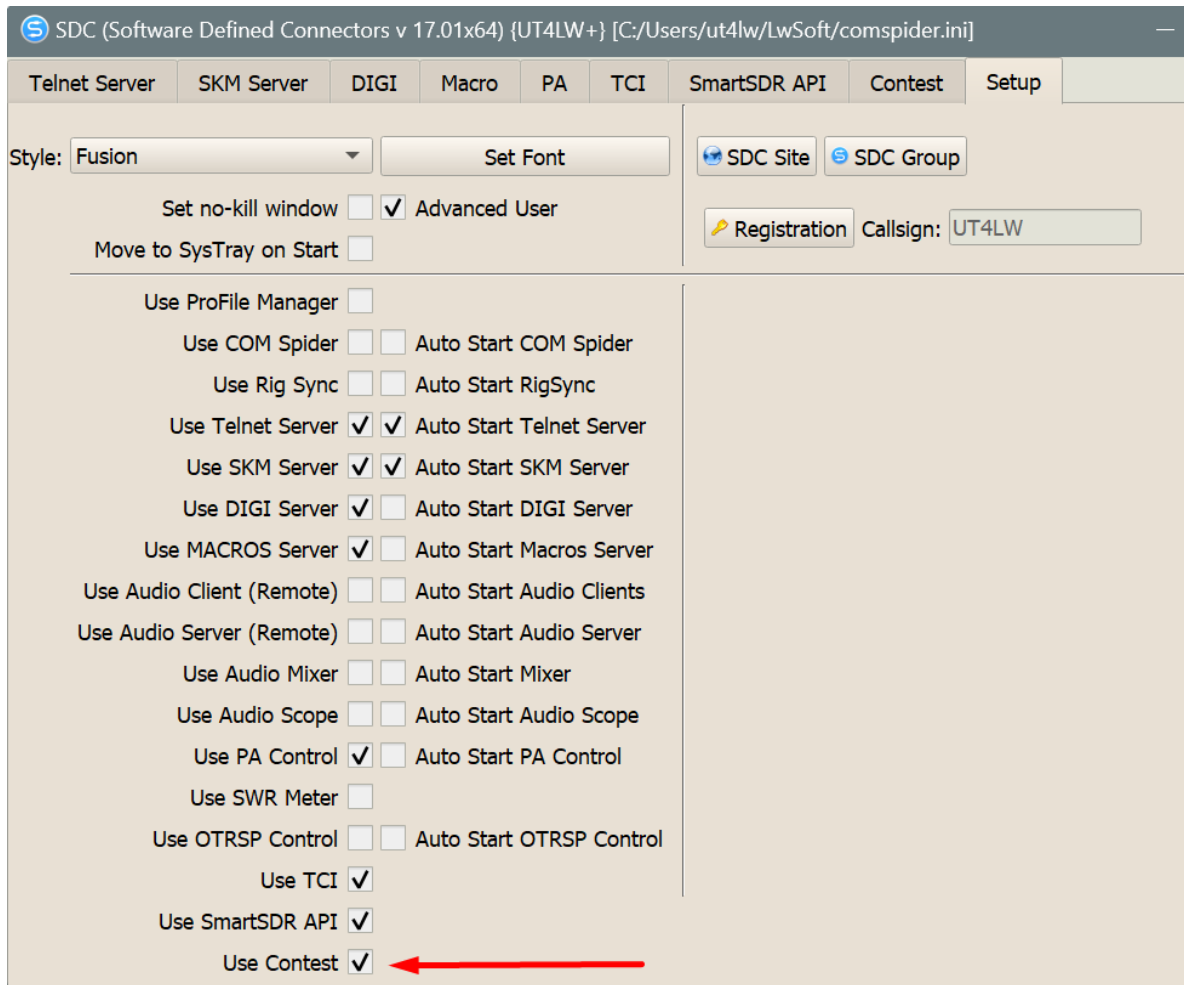 SDC (Software Defined Connectors v 17.01x64) {UT4LW+} [C:/Users/ut4lw/LwSoft/comspider.ini]
Telnet Server SKM Server DIGI Macro PA TCI SmartSDR API Contest Setup
Style: Fusion Set Font SDC Site SDC Group
Set no-kill window Advanced User
Registration Callsign: UT4LW
Move to SysTray on Start
Use ProFile Manager
Use COM Spider Auto Start COM Spider
Use Rig Sync Auto Start RigSync
Use Telnet Server Auto Start Telnet Server
Use SKM Server Auto Start SKM Server
Use DIGI Server Auto Start DIGI Server
Use MACROS Server Auto Start Macros Server
Use Audio Client (Remote) Auto Start Audio Clients
Use Audio Server (Remote) Auto Start Audio Server
Use Audio Mixer Auto Start Mixer
Use Audio Scope Auto Start Audio Scope
Use PA Control Auto Start PA Control
Use SWR Meter
Use OTRSP Control Auto Start OTRSP Control
Use TCI
Use SmartSDR API
Use Contest